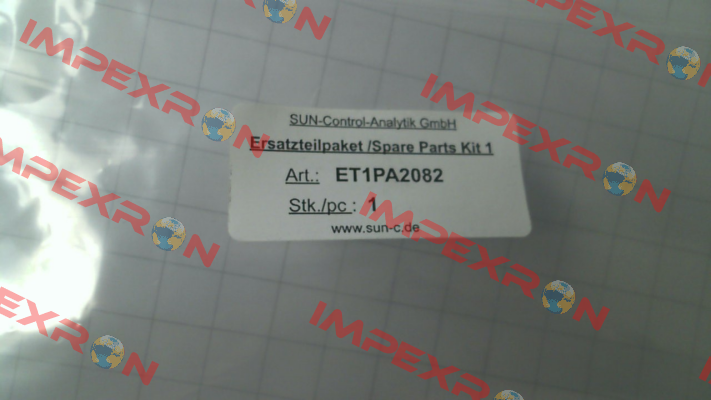 SUN-Control-Analytik GmbH
Ersatzteilpaket /Spare Parts Kit 1
Art.: ET1PA2082
Stk./pc.: 1
www.sun-c.de
IMPEXRON
IMPEXRON
IMPEXRON
IMPEXRON
IMPEXRON
IMPEXRON
IMPEXRON